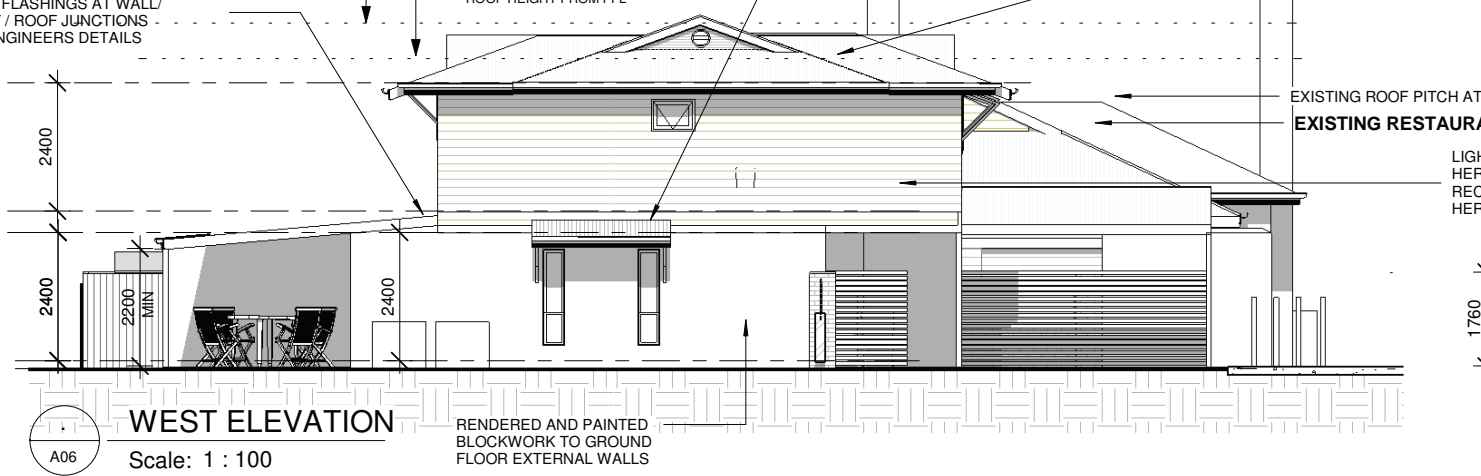 FLASHINGS AT WALL/
/ ROOF JUNCTIONS
NGINEERS DETAILS
ROOF HEIGHT FROM FFL
EXISTING ROOF PITCH AT
EXISTING RESTAURA
LIGH
HER
REC
HER
2400
2400
2200
MIN
2400
1760
WEST ELEVATION
A06
Scale: 1 : 100
RENDERED AND PAINTED
BLOCKWORK TO GROUND
FLOOR EXTERNAL WALLS